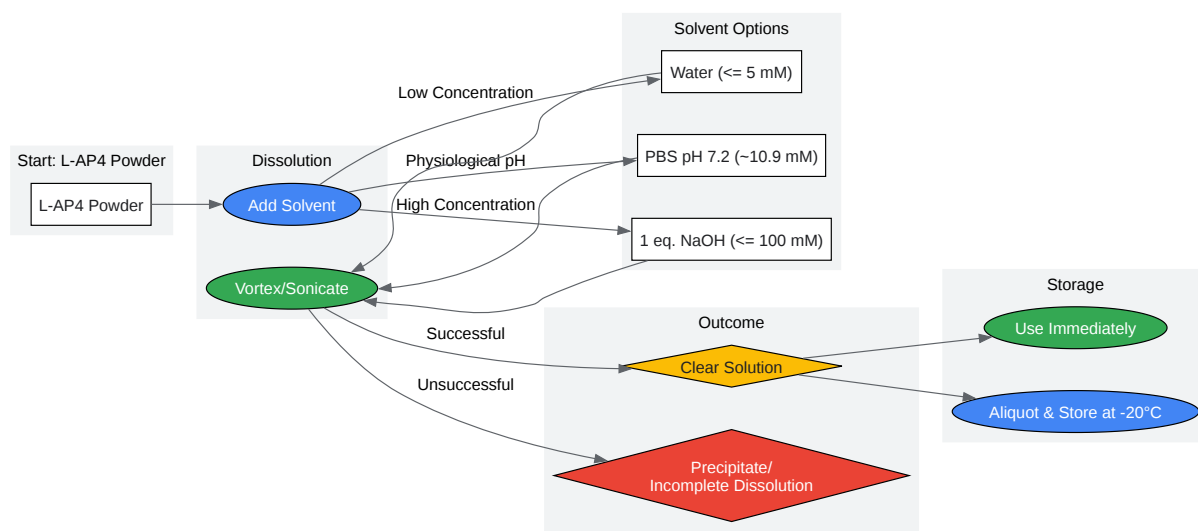 Start: L-AP4 Powder
L-AP4 Powder
Dissolution
Add Solvent
Vortex/Sonicate
Low Concentration
Physiological pH
High Concentration
Solvent Options
Water (<= 5 mM)
PBS pH 7.2 (~10.9 mM)
1 eq. NaOH (<= 100 mM)
Successful
Unsuccessful
Outcome
Clear Solution
Precipitate/
Incomplete Dissolution
Storage
Use Immediately
Aliquot & Store at -20°C